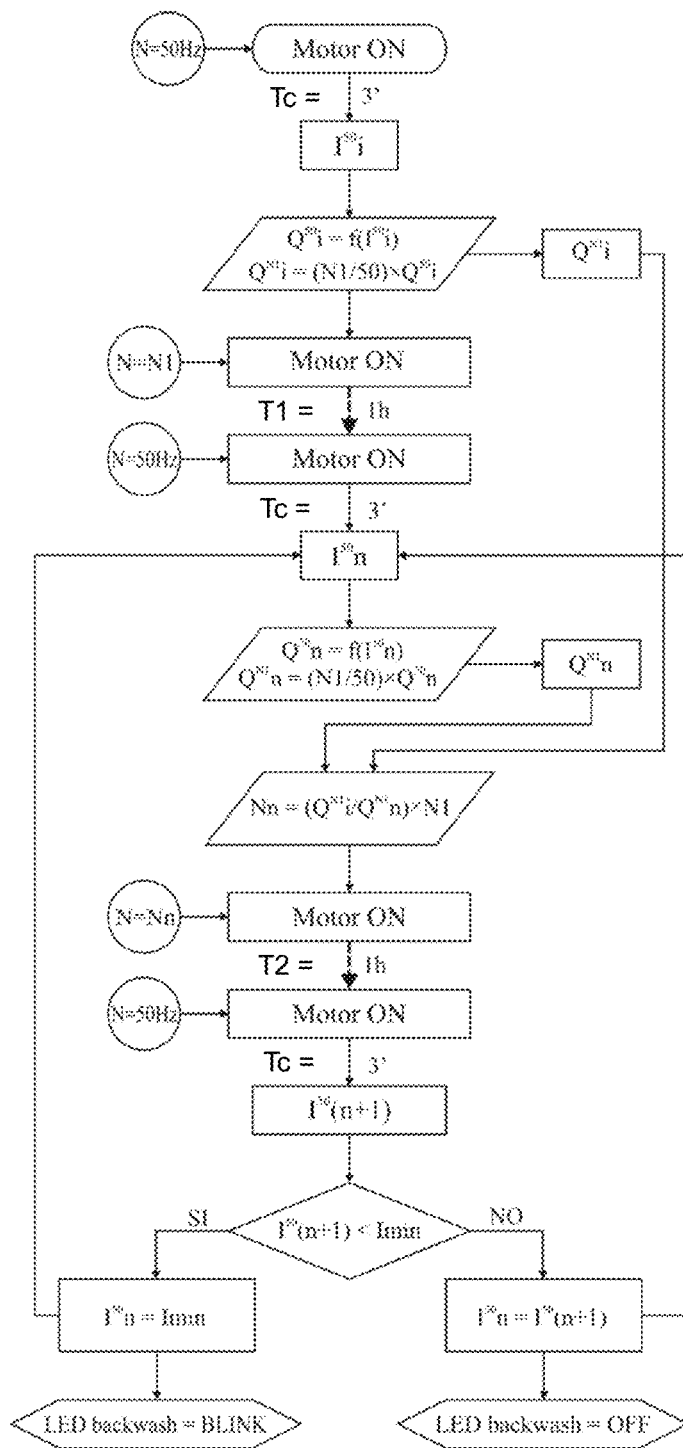 N=50Hz
Motor ON
Tc = 3'
I⁵⁰i
Q⁵⁰i = f(I⁵⁰i)
Q^N1i = (N1/50)×Q⁵⁰i
Q^N1i
N=N1
Motor ON
T1 = 1h
N=50Hz
Motor ON
Tc = 3'
I⁵⁰n
Q⁵⁰n = f(I⁵⁰n)
Q^N1n = (N1/50)×Q⁵⁰n
Q^N1n
Nn = (Q^N1i/Q^N1n)×N1
N=Nn
Motor ON
T2 = 1h
N=50Hz
Motor ON
Tc = 3'
I⁵⁰(n+1)
SI
I⁵⁰(n+1) < Imin
NO
I⁵⁰n = Imin
I⁵⁰n = I⁵⁰(n+1)
LED backwash = BLINK
LED backwash = OFF